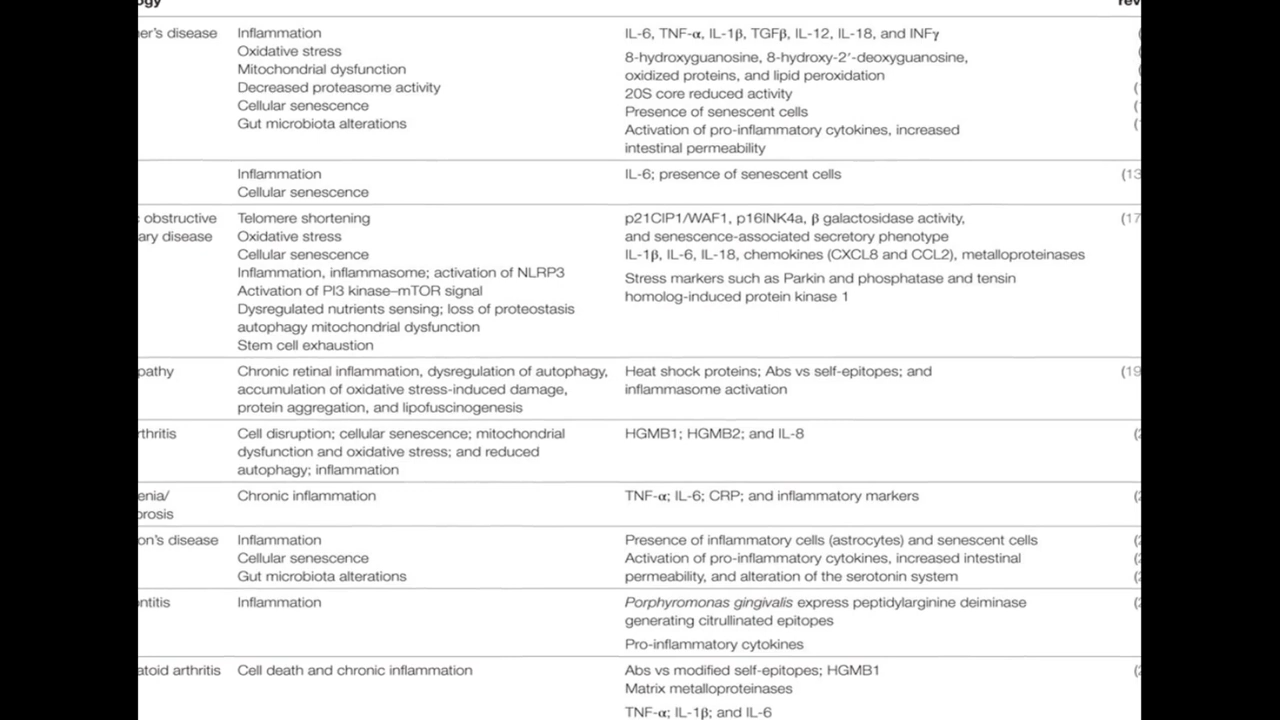 ogy rev
er's disease Inflammation IL-6, TNF-α, IL-1β, TGFβ, IL-12, IL-18, and INFγ (
Oxidative stress 8-hydroxyguanosine, 8-hydroxy-2′-deoxyguanosine,
Mitochondrial dysfunction oxidized proteins, and lipid peroxidation
Decreased proteasome activity 20S core reduced activity
Cellular senescence Presence of senescent cells
Gut microbiota alterations Activation of pro-inflammatory cytokines, increased
intestinal permeability
Inflammation IL-6; presence of senescent cells (13
Cellular senescence
obstructive Telomere shortening p21CIP1/WAF1, p16INK4a, β galactosidase activity, (17
ary disease Oxidative stress and senescence-associated secretory phenotype
Cellular senescence IL-1β, IL-6, IL-18, chemokines (CXCL8 and CCL2), metalloproteinases
Inflammation, inflammasome; activation of NLRP3
Stress markers such as Parkin and phosphatase and tensin
Activation of PI3 kinase–mTOR signal homolog-induced protein kinase 1
Dysregulated nutrients sensing; loss of proteostasis
autophagy mitochondrial dysfunction
Stem cell exhaustion
pathy Chronic retinal inflammation, dysregulation of autophagy, Heat shock proteins; Abs vs self-epitopes; and (19
accumulation of oxidative stress-induced damage, inflammasome activation
protein aggregation, and lipofuscinogenesis
rthritis Cell disruption; cellular senescence; mitochondrial HGMB1; HGMB2; and IL-8 (2
dysfunction and oxidative stress; and reduced
autophagy; inflammation
enia/ Chronic inflammation TNF-α; IL-6; CRP; and inflammatory markers (2
orosis
on's disease Inflammation Presence of inflammatory cells (astrocytes) and senescent cells (2
Cellular senescence Activation of pro-inflammatory cytokines, increased intestinal (2
Gut microbiota alterations permeability, and alteration of the serotonin system (2
ntitis Inflammation Porphyromonas gingivalis express peptidylarginine deiminase (2
generating citrullinated epitopes
Pro-inflammatory cytokines
atoid arthritis Cell death and chronic inflammation Abs vs modified self-epitopes; HGMB1 (2
Matrix metalloproteinases
TNF-α; IL-1β; and IL-6